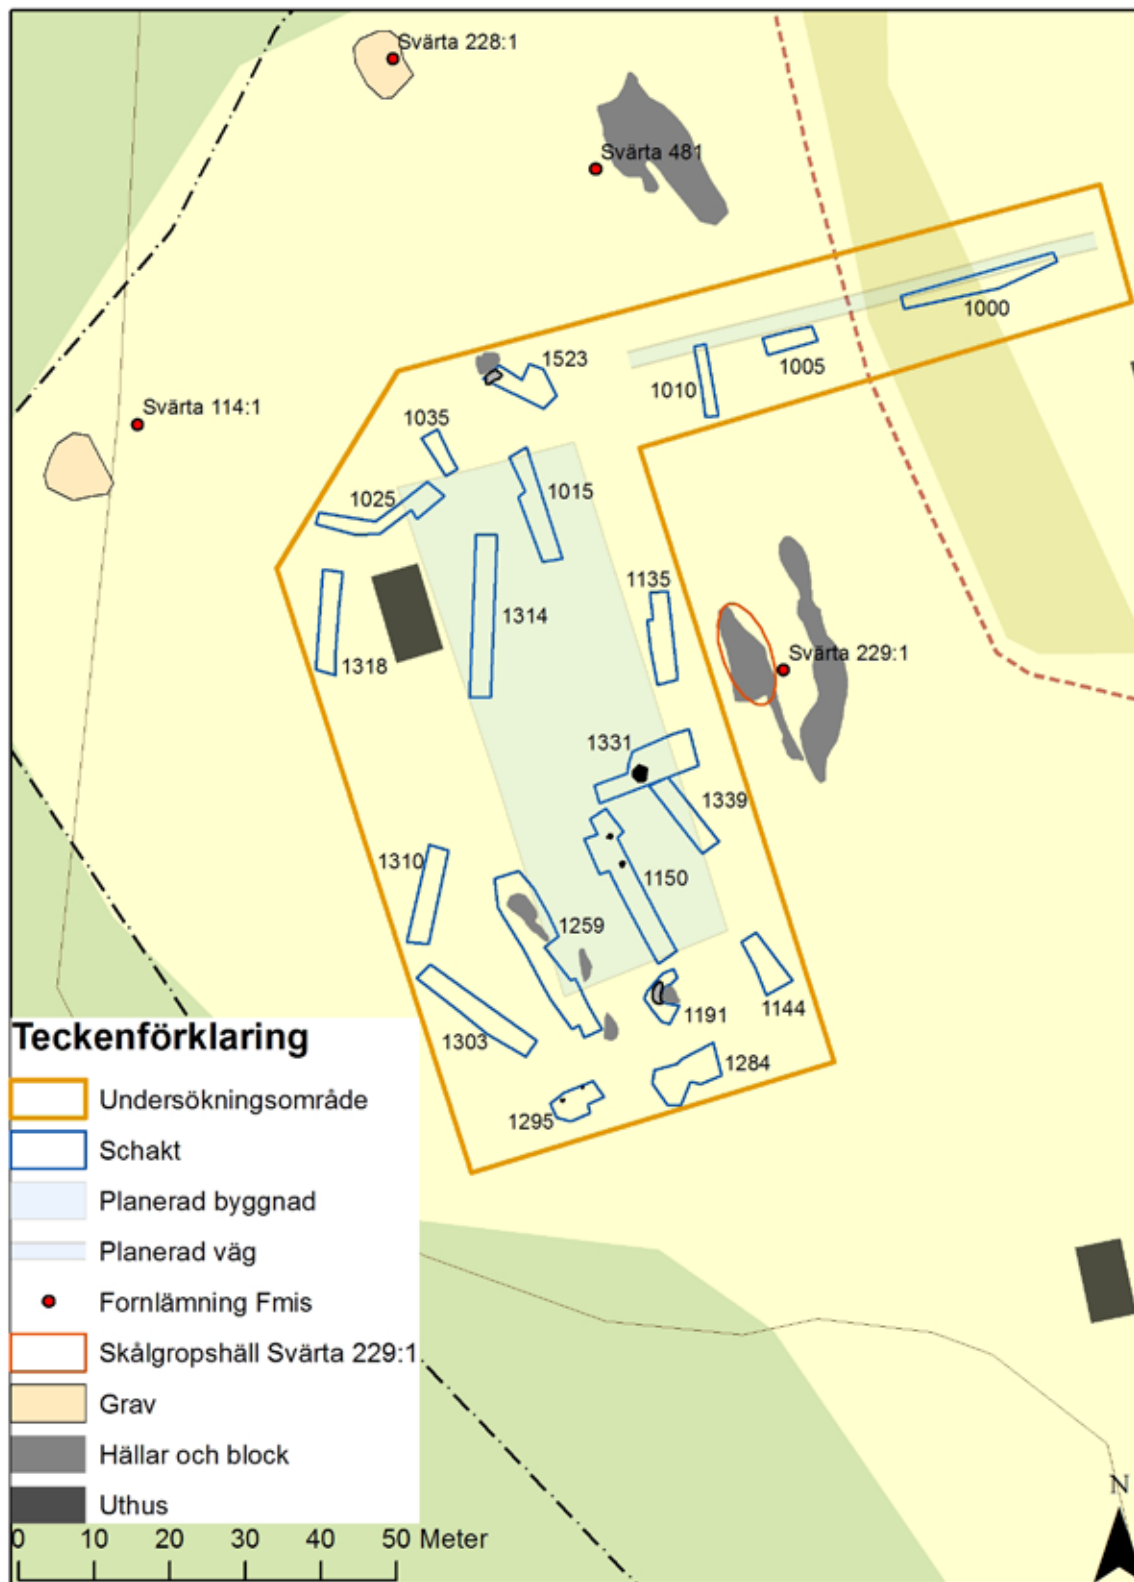 Svärta 228:1
Svärta 481
1000
1005
1010
1523
Svärta 114:1
1035
1025
1015
1135
1314
1318
Svärta 229:1
1331
1339
1310
1150
1259
1191
1144
1303
1284
1295
Teckenförklaring
Undersökningsområde
Schakt
Planerad byggnad
Planerad väg
Fornlämning Fmis
Skålgropshäll Svärta 229:1
Grav
Hällar och block
Uthus
N
0 10 20 30 40 50 Meter